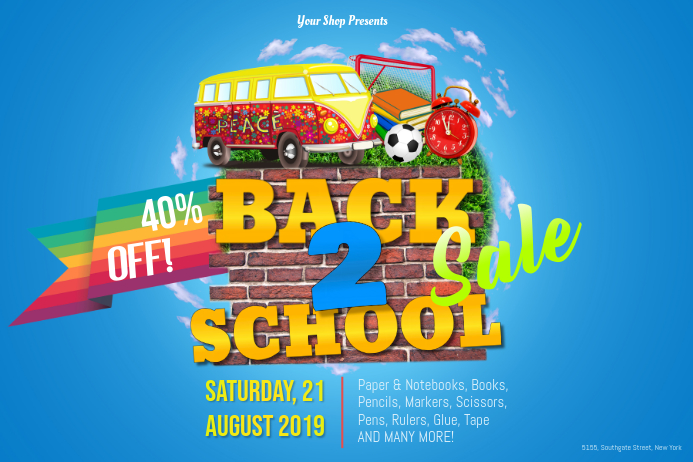 Your Shop Presents
PEACE
40%
OFF!
BACK
2
SCHOOL
Sale
SATURDAY, 21
AUGUST 2019
Paper & Notebooks, Books,
Pencils, Markers, Scissors,
Pens, Rulers, Glue, Tape
AND MANY MORE!
5155, Southgate Street, New York